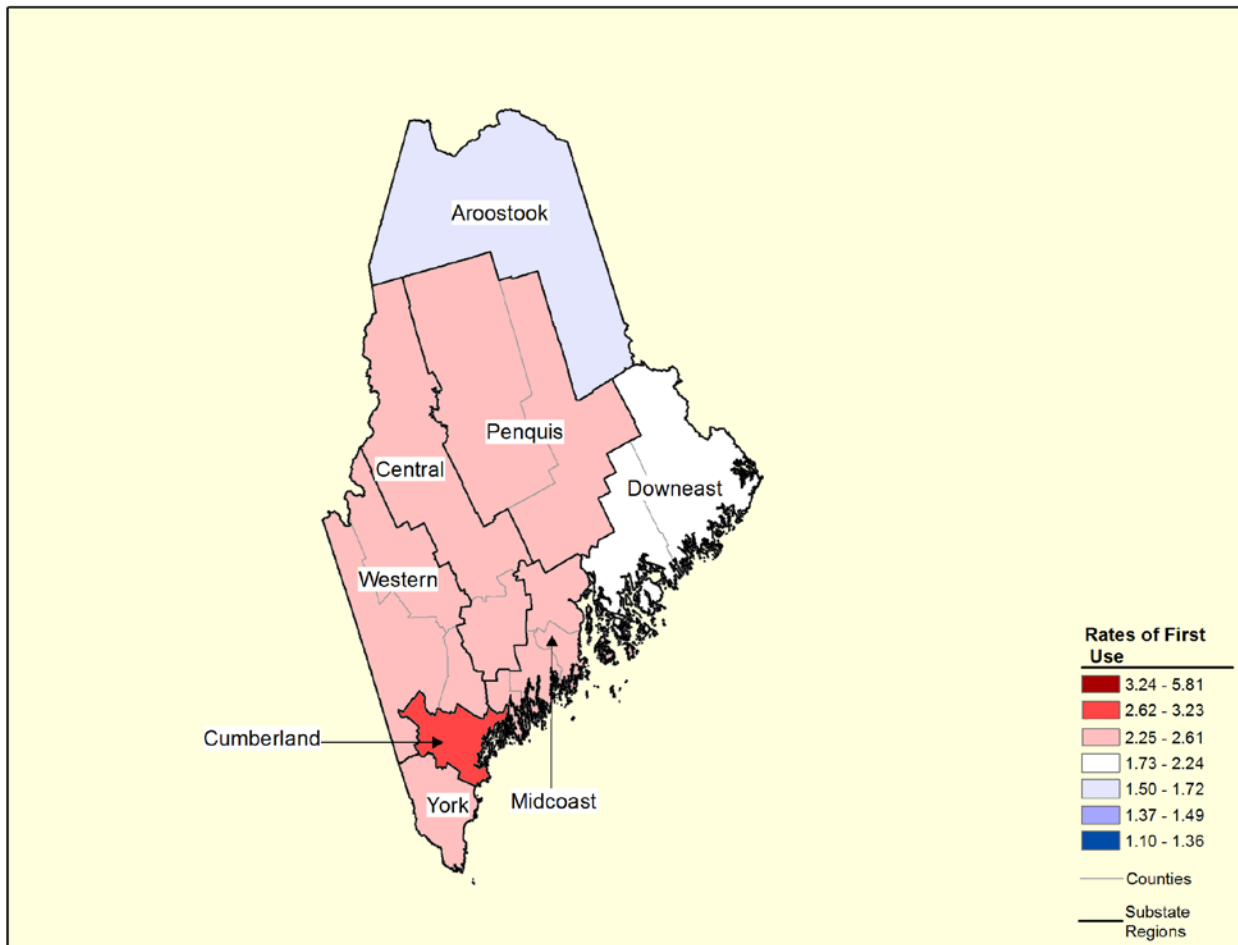 Aroostook
Penquis
Central
Downeast
Western
Cumberland
Midcoast
York
Rates of First
Use
3.24 - 5.81
2.62 - 3.23
2.25 - 2.61
1.73 - 2.24
1.50 - 1.72
1.37 - 1.49
1.10 - 1.36
Counties
Substate
Regions